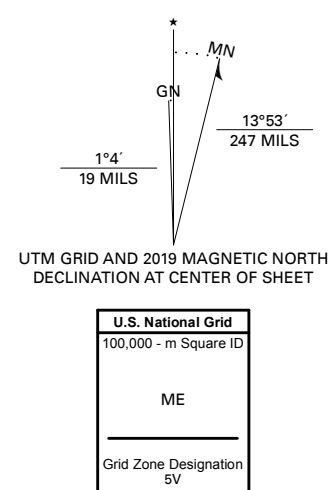 ★
MN
GN
13°53´
247 MILS
1°4´
19 MILS
UTM GRID AND 2019 MAGNETIC NORTH
DECLINATION AT CENTER OF SHEET
U.S. National Grid
100,000 - m Square ID
ME
Grid Zone Designation
5V